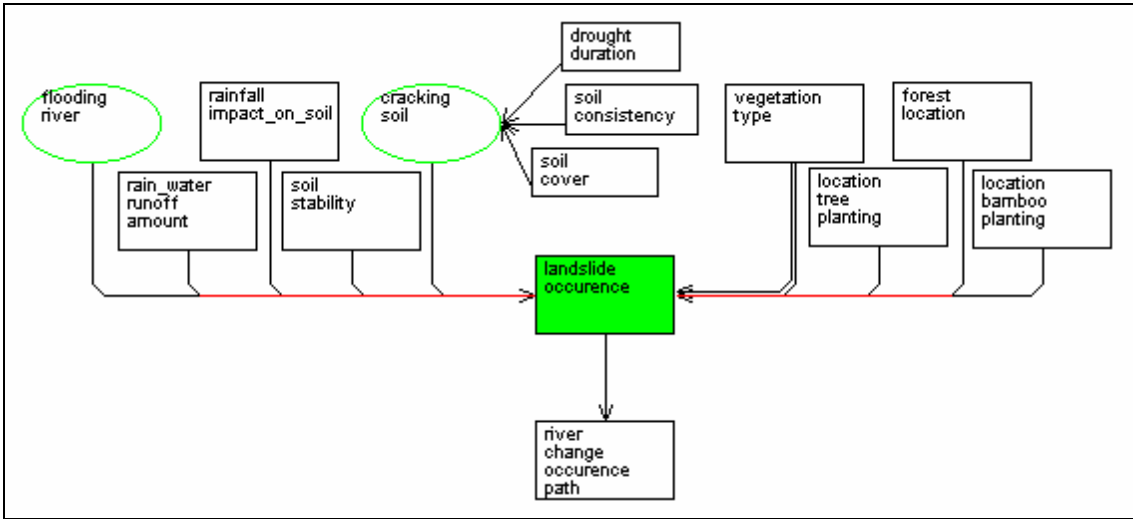 drought
duration
flooding
river
rainfall
impact_on_soil
cracking
soil
soil
consistency
vegetation
type
forest
location
soil
cover
rain_water
runoff
amount
soil
stability
location
tree
planting
location
bamboo
planting
landslide
occurence
river
change
occurence
path